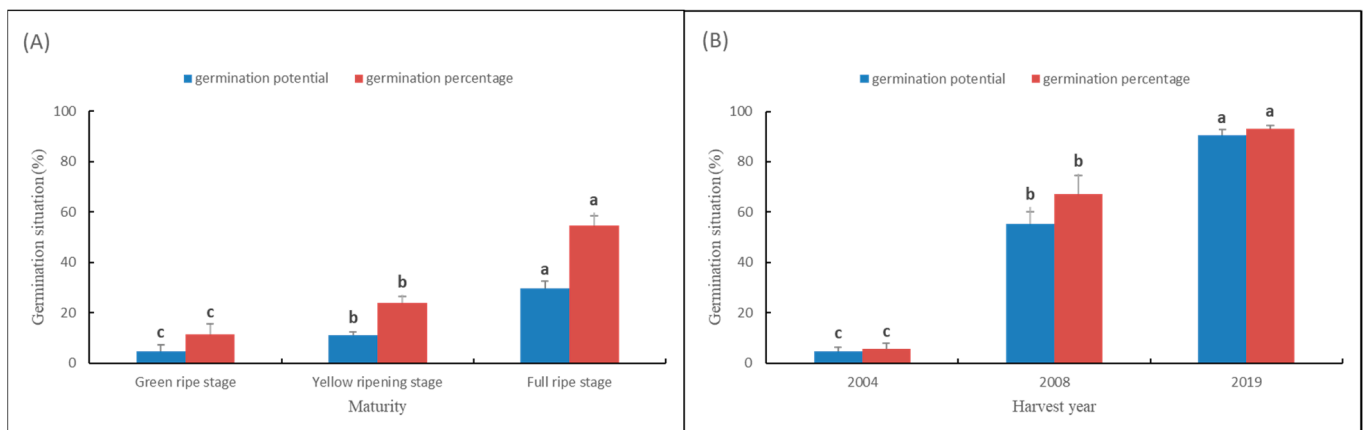 (A)
germination potential germination percentage
Germination situation (%)
100
80
60
40
20
0
c c b b a a
Green ripe stage Yellow ripening stage Full ripe stage
Maturity
(B)
germination potential germination percentage
Germination situation (%)
100
80
60
40
20
0
c c b b a a
2004 2008 2019
Harvest year